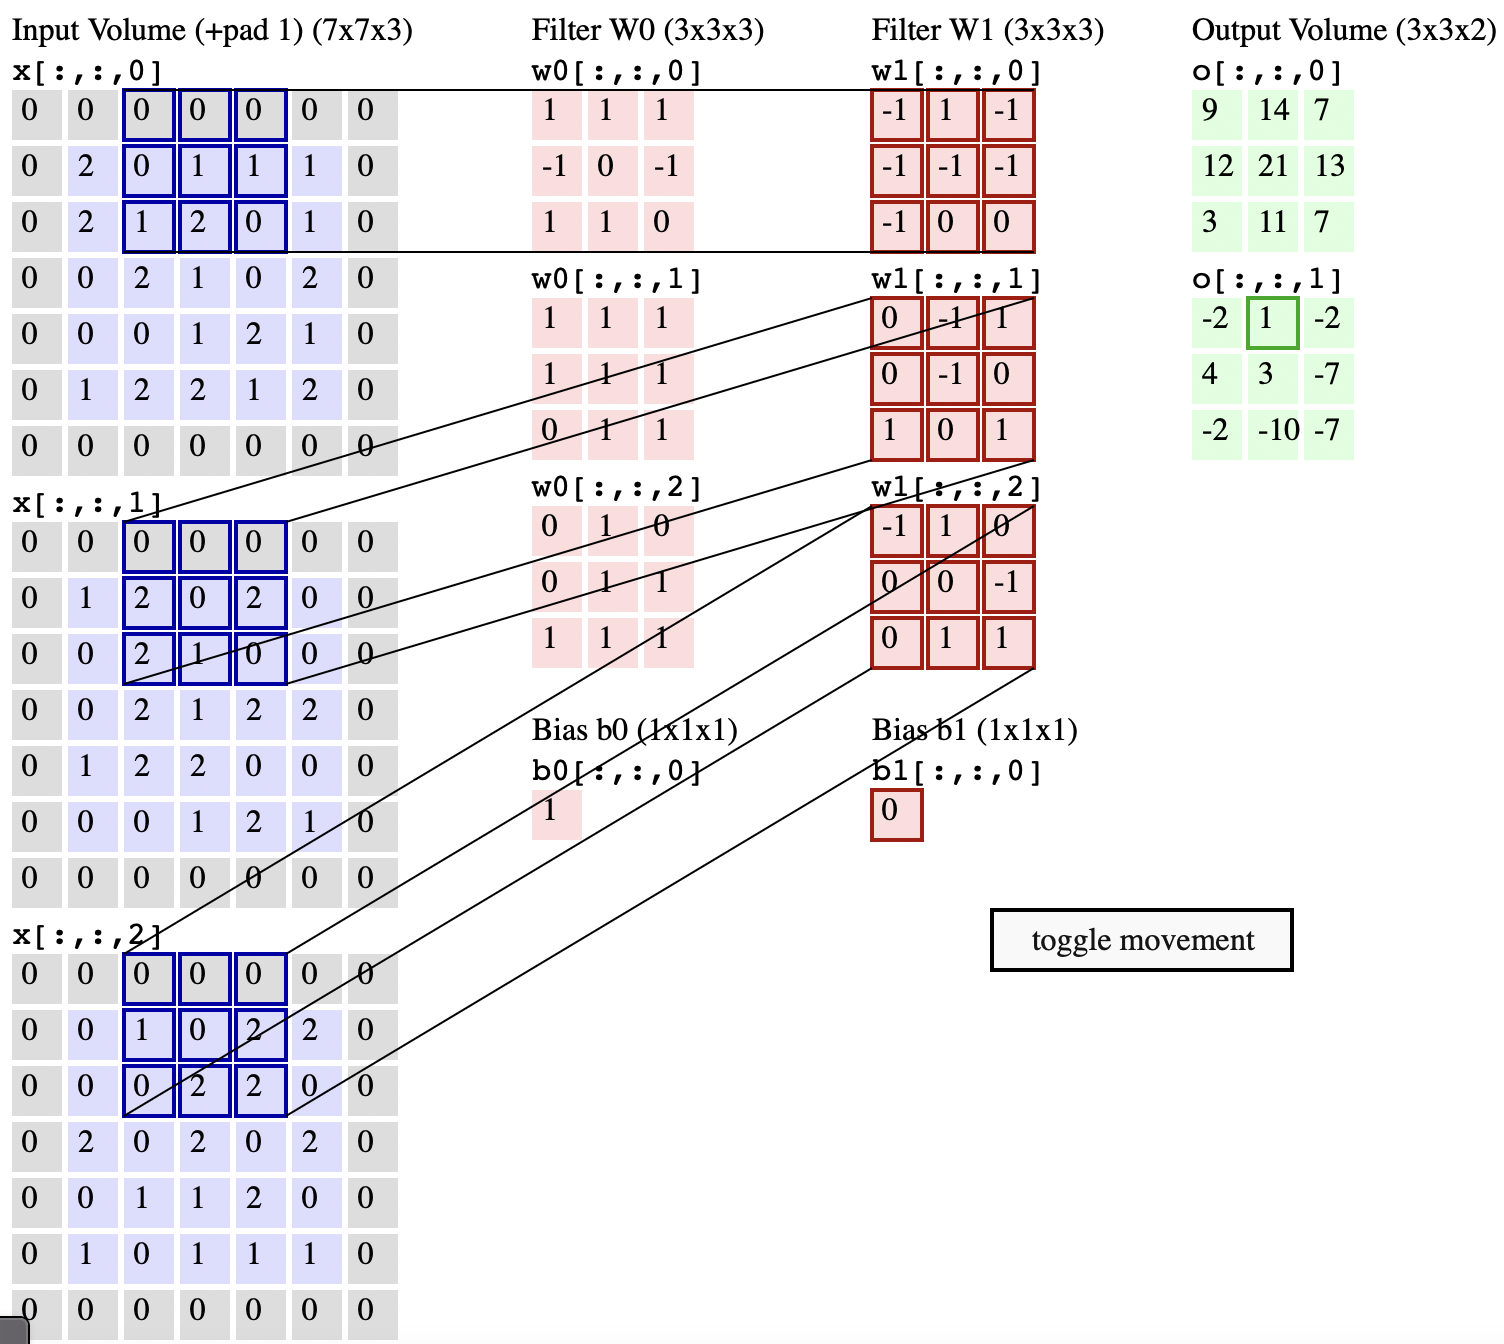 Input Volume (+pad 1) (7x7x3)
x[:,:,0]
0 0 0 0 0 0 0
0 2 0 1 1 1 0
0 2 1 2 0 1 0
0 0 2 1 0 2 0
0 0 0 1 2 1 0
0 1 2 2 1 2 0
0 0 0 0 0 0 0
x[:,:,1]
0 0 0 0 0 0 0
0 1 2 0 2 0 0
0 0 2 1 0 0 0
0 0 2 1 2 2 0
0 1 2 2 0 0 0
0 0 0 1 2 1 0
0 0 0 0 0 0 0
x[:,:,2]
0 0 0 0 0 0 0
0 0 1 0 2 2 0
0 0 0 2 2 0 0
0 2 0 2 0 2 0
0 0 1 1 2 0 0
0 1 0 1 1 1 0
0 0 0 0 0 0 0
Filter W0 (3x3x3)
w0[:,:,0]
1 1 1
-1 0 -1
1 1 0
w0[:,:,1]
1 1 1
1 1 1
0 1 1
w0[:,:,2]
0 1 0
0 1 1
1 1 1
Bias b0 (1x1x1)
b0[:,:,0]
1
Filter W1 (3x3x3)
w1[:,:,0]
-1 1 -1
-1 -1 -1
-1 0 0
w1[:,:,1]
0 -1 1
0 -1 0
1 0 1
w1[:,:,2]
-1 1 0
0 0 -1
0 1 1
Bias b1 (1x1x1)
b1[:,:,0]
0
Output Volume (3x3x2)
o[:,:,0]
9 14 7
12 21 13
3 11 7
o[:,:,1]
-2 1 -2
4 3 -7
-2 -10 -7
toggle movement